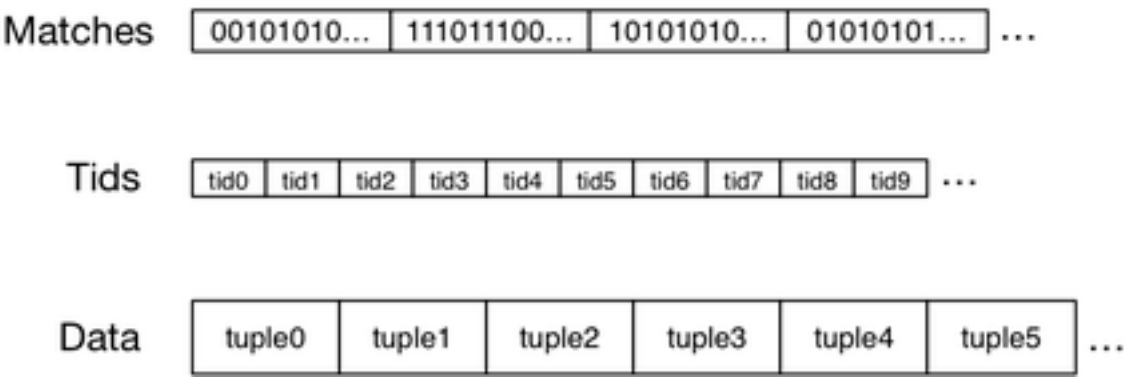 Matches 00101010... 111011100... 10101010... 01010101... ...
Tids tid0 tid1 tid2 tid3 tid4 tid5 tid6 tid7 tid8 tid9 ...
Data tuple0 tuple1 tuple2 tuple3 tuple4 tuple5 ...